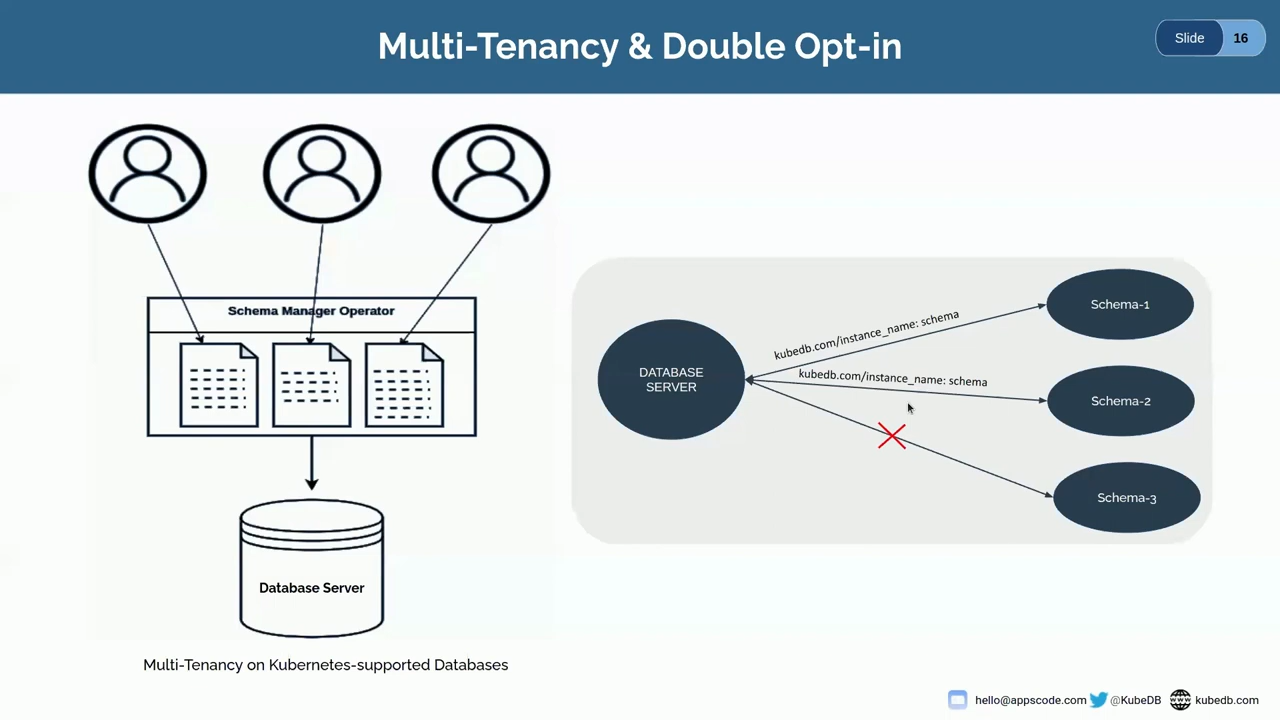 Multi-Tenancy & Double Opt-in
Slide 16
Schema Manager Operator
Database Server
Multi-Tenancy on Kubernetes-supported Databases
DATABASE
SERVER
kubedb.com/instance_name: schema
kubedb.com/instance_name: schema
Schema-1
Schema-2
Schema-3
hello@appscode.com @KubeDB WWW kubedb.com